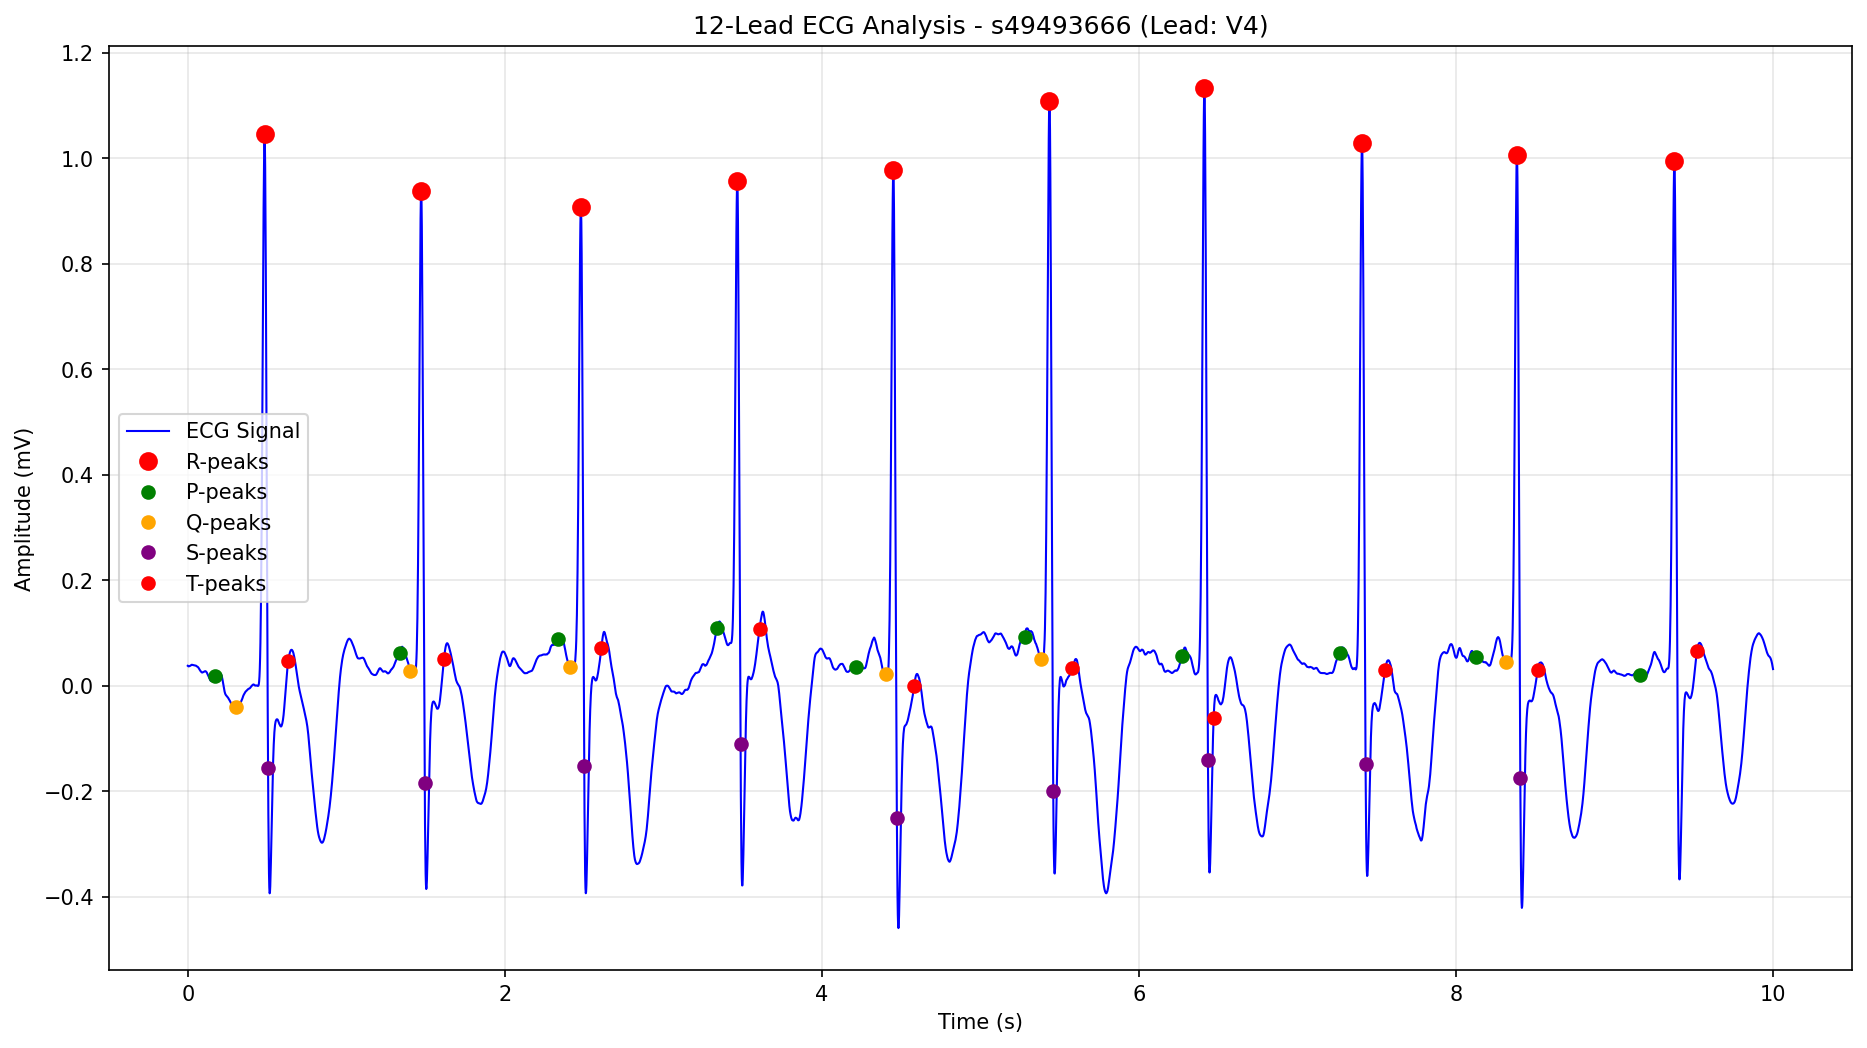 12-Lead ECG Analysis - s49493666 (Lead: V4)
Amplitude (mV)
1.2
1.0
0.8
0.6
0.4
0.2
0.0
−0.2
−0.4
ECG Signal
R-peaks
P-peaks
Q-peaks
S-peaks
T-peaks
0 2 4 6 8 10
Time (s)